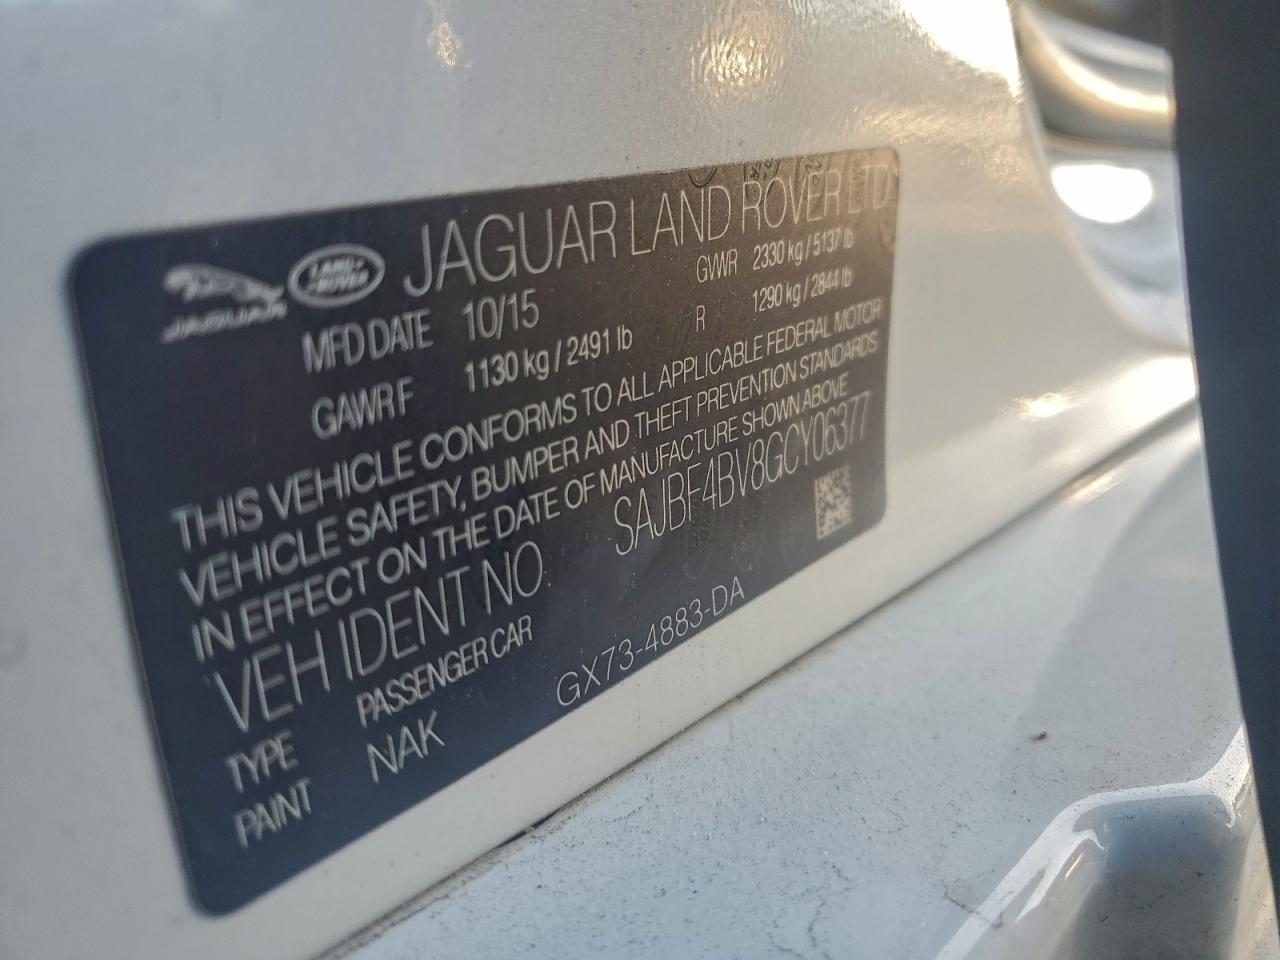 JAGUAR LAND ROVER JAGUAR LAND ROVER LTD
MFD DATE 10/15 GVWR 2330 kg / 5137 lb
GAWR F 1130 kg / 2491 lb R 1290 kg / 2844 lb
THIS VEHICLE CONFORMS TO ALL APPLICABLE FEDERAL MOTOR
VEHICLE SAFETY, BUMPER AND THEFT PREVENTION STANDARDS
IN EFFECT ON THE DATE OF MANUFACTURE SHOWN ABOVE
VEH IDENT NO. SAJBF4BV8GCY06377
TYPE PASSENGER CAR
PAINT NAK GX73-4883-DA